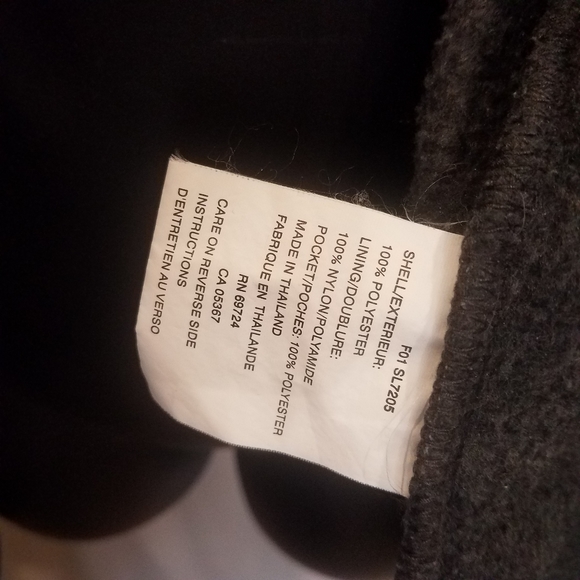 F01 SL7205
SHELL/EXTERIEUR:
100% POLYESTER
LINING/DOUBLURE:
100% NYLON/POLYAMIDE
POCKET/POCHES: 100% POLYESTER
MADE IN THAILAND
FABRIQUE EN THAILANDE
RN 69724
CA 05367
CARE ON REVERSE SIDE
INSTRUCTIONS
D'ENTRETIEN AU VERSO